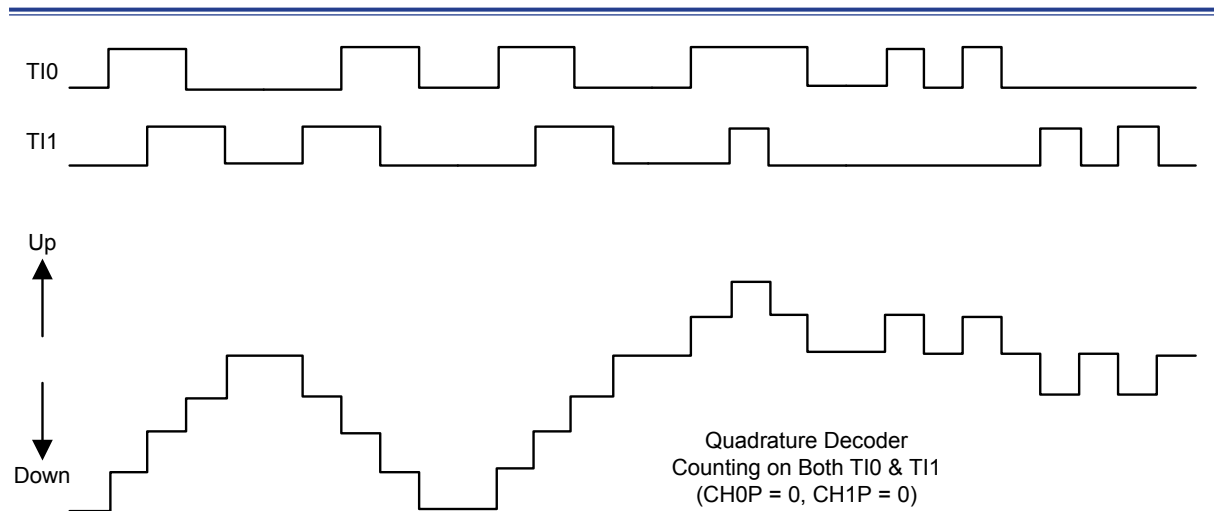 TI0
TI1
Up
Down
Quadrature Decoder
Counting on Both TI0 & TI1
(CH0P = 0, CH1P = 0)